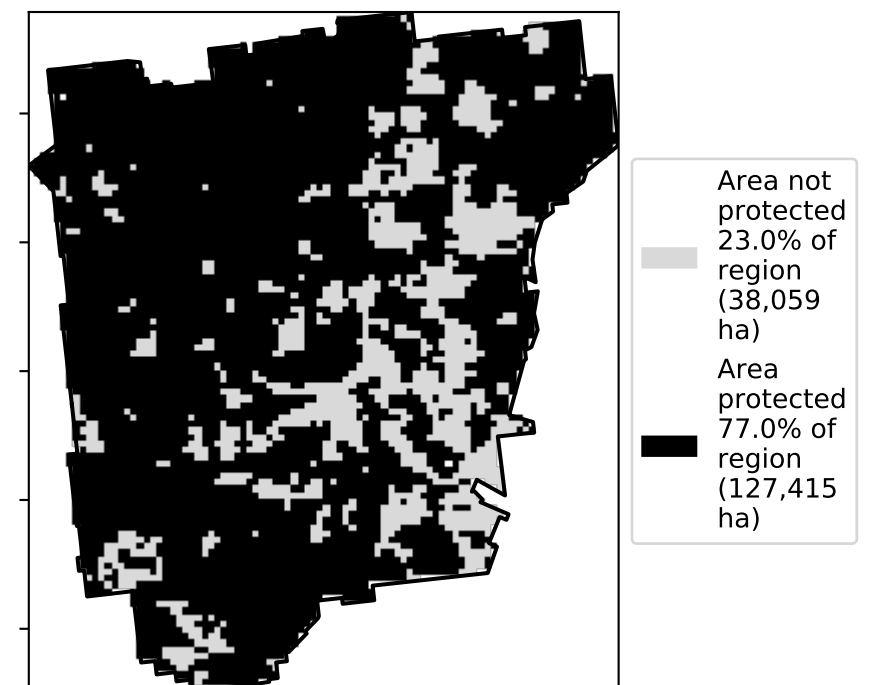 Area not
protected
23.0% of
region
(38,059
ha)
Area
protected
77.0% of
region
(127,415
ha)